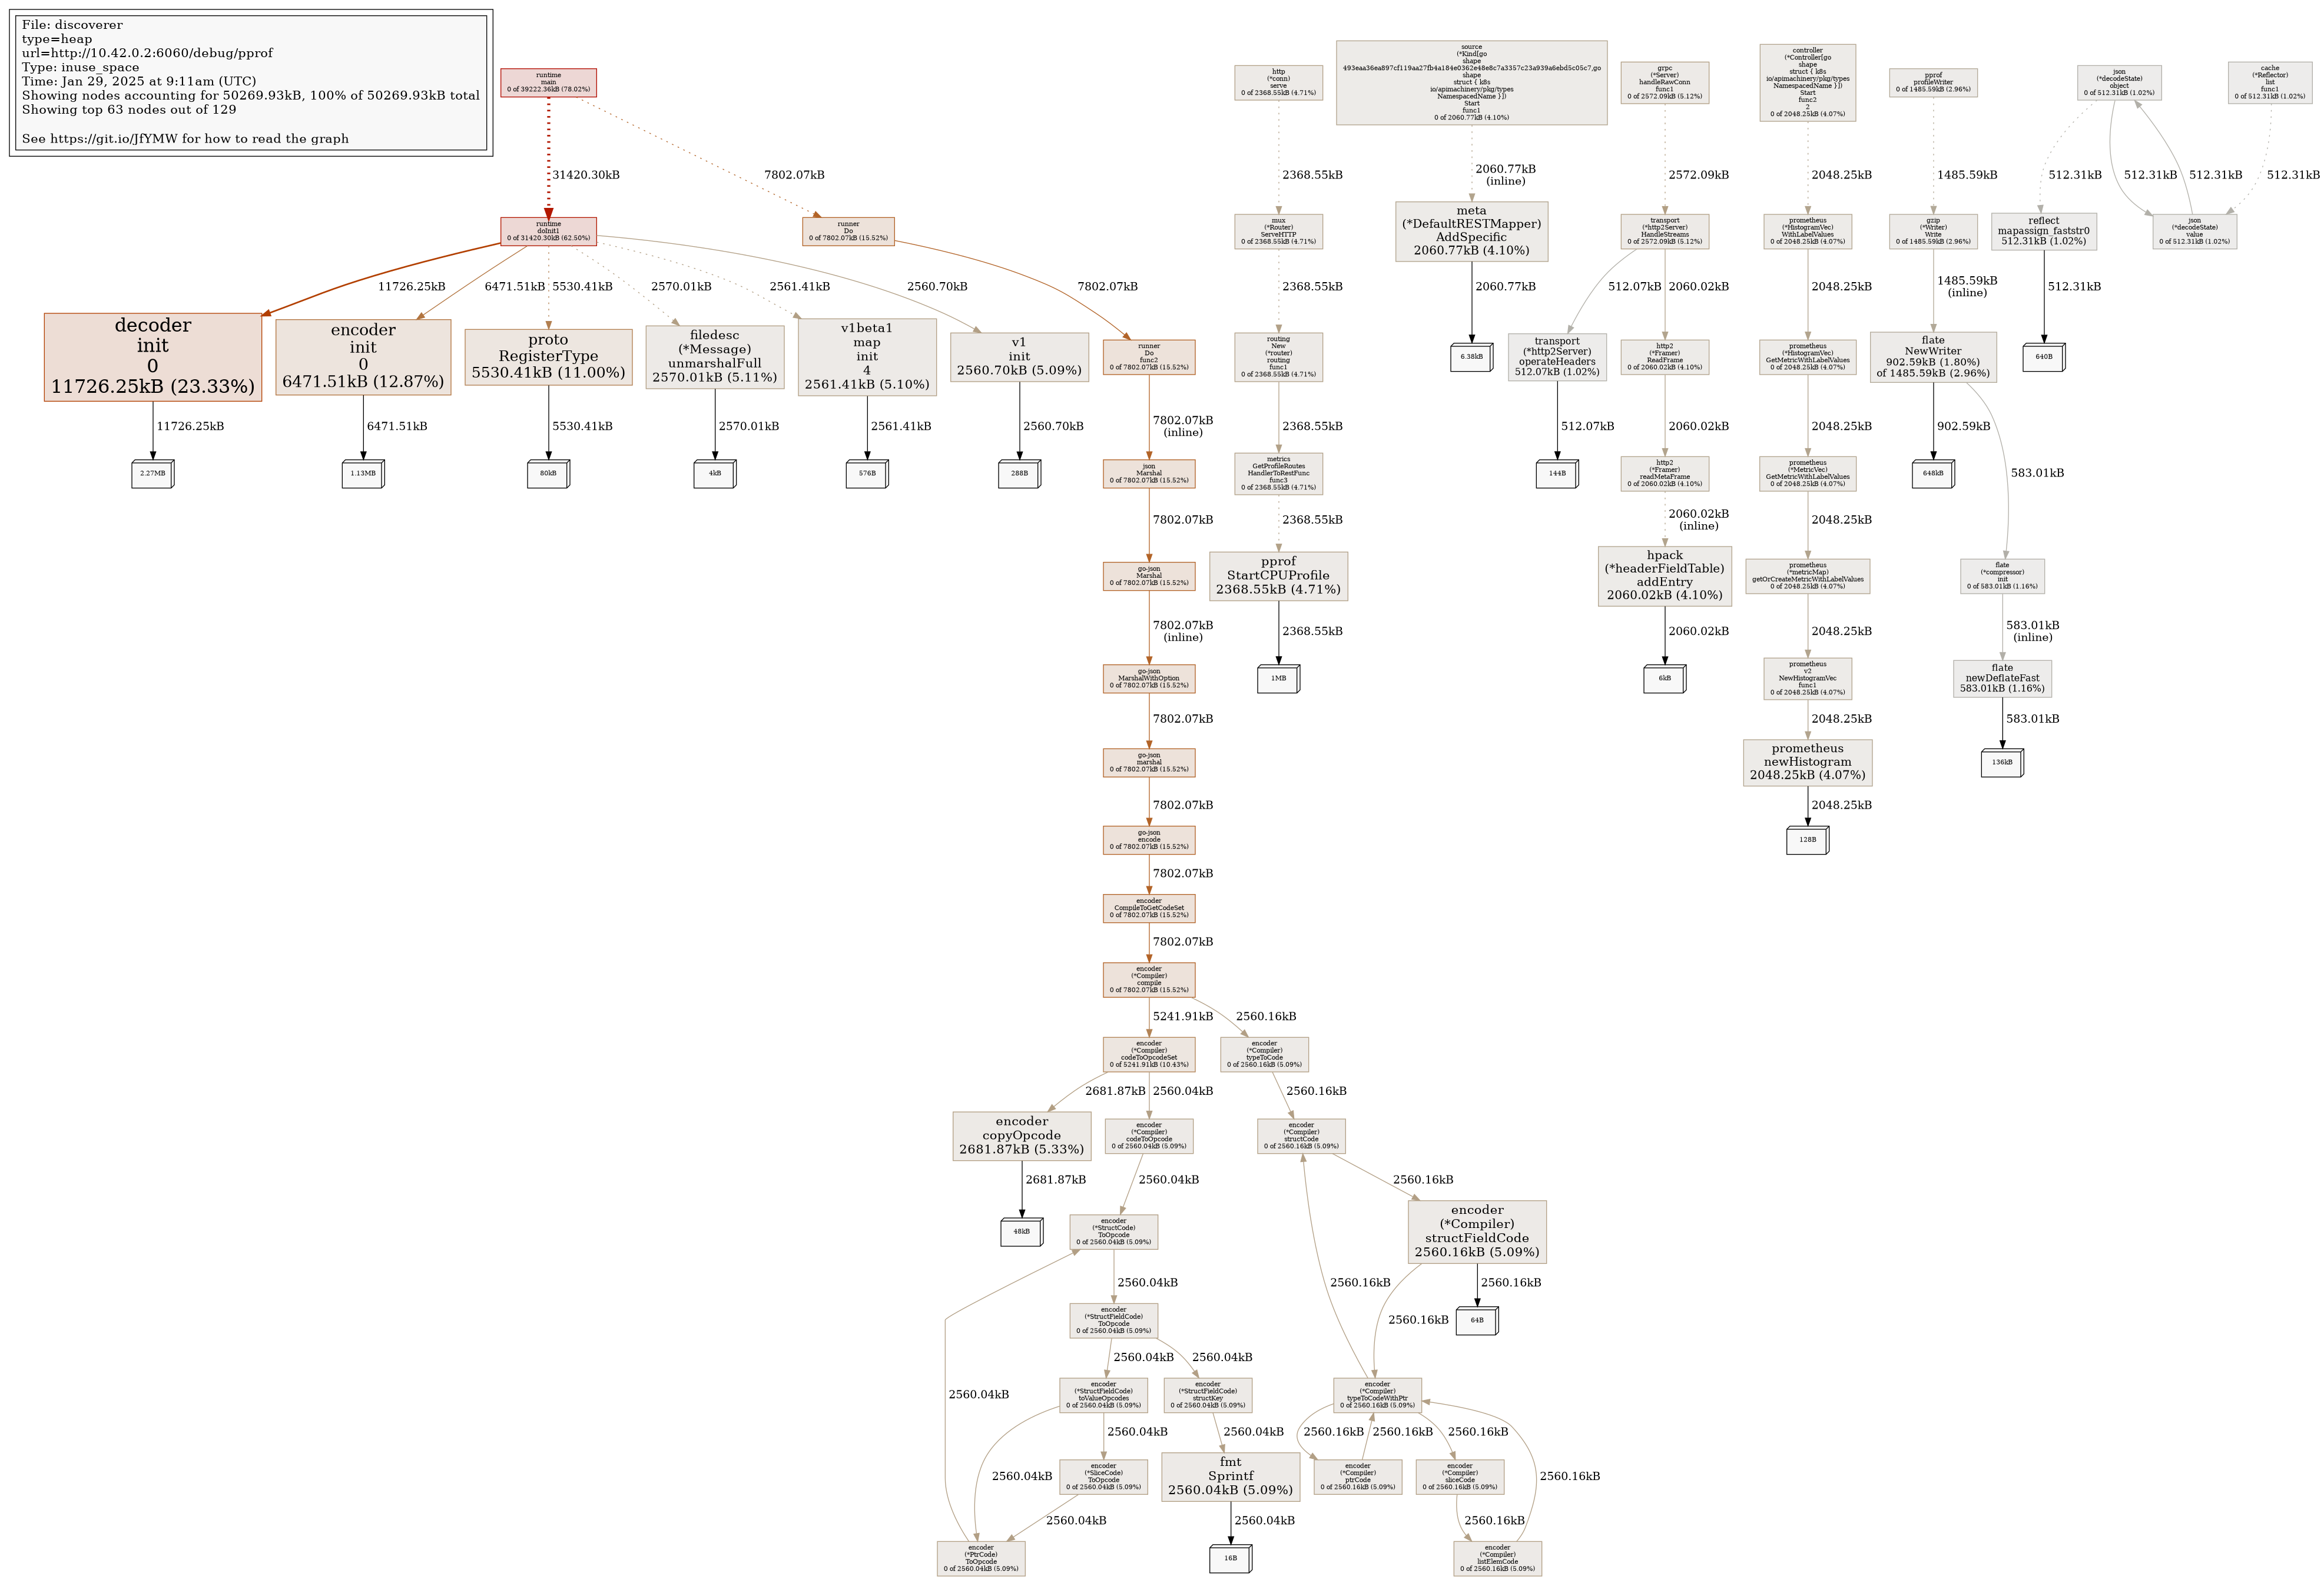 File: discoverer
type=heap
url=http://10.42.0.2:6060/debug/pprof
Type: inuse_space
Time: Jan 29, 2025 at 9:11am (UTC)
Showing nodes accounting for 50269.93kB, 100% of 50269.93kB total
Showing top 63 nodes out of 129
See https://git.io/JfYMW for how to read the graph
runtime
main
0 of 39222.36kB (78.02%)
http
(*conn)
serve
0 of 2368.55kB (4.71%)
source
(*Kind[go
shape
493eaa36ea897cf119aa27fb4a184e0362e48e8c7a3357c23a939a6ebd5c05c7,go
shape
struct { k8s
io/apimachinery/pkg/types
NamespacedName }])
Start
func1
0 of 2060.77kB (4.10%)
grpc
(*Server)
handleRawConn
func1
0 of 2572.09kB (5.12%)
controller
(*Controller[go
shape
struct { k8s
io/apimachinery/pkg/types
NamespacedName }])
Start
func2
2
0 of 2048.25kB (4.07%)
pprof
profileWriter
0 of 1485.59kB (2.96%)
json
(*decodeState)
object
0 of 512.31kB (1.02%)
cache
(*Reflector)
list
func1
0 of 512.31kB (1.02%)
31420.30kB
7802.07kB
2368.55kB
2060.77kB
(inline)
2572.09kB
2048.25kB
1485.59kB
512.31kB
512.31kB
512.31kB
512.31kB
runtime
doInit1
0 of 31420.30kB (62.50%)
runner
Do
0 of 7802.07kB (15.52%)
mux
(*Router)
ServeHTTP
0 of 2368.55kB (4.71%)
meta
(*DefaultRESTMapper)
AddSpecific
2060.77kB (4.10%)
transport
(*http2Server)
HandleStreams
0 of 2572.09kB (5.12%)
prometheus
(*HistogramVec)
WithLabelValues
0 of 2048.25kB (4.07%)
gzip
(*Writer)
Write
0 of 1485.59kB (2.96%)
reflect
mapassign_faststr0
512.31kB (1.02%)
json
(*decodeState)
value
0 of 512.31kB (1.02%)
11726.25kB
6471.51kB
5530.41kB
2570.01kB
2561.41kB
2560.70kB
7802.07kB
2368.55kB
2060.77kB
512.07kB
2060.02kB
2048.25kB
1485.59kB
(inline)
512.31kB
decoder
init
0
11726.25kB (23.33%)
encoder
init
0
6471.51kB (12.87%)
proto
RegisterType
5530.41kB (11.00%)
filedesc
(*Message)
unmarshalFull
2570.01kB (5.11%)
v1beta1
map
init
4
2561.41kB (5.10%)
v1
init
2560.70kB (5.09%)
runner
Do
func2
0 of 7802.07kB (15.52%)
routing
New
(*router)
routing
func1
0 of 2368.55kB (4.71%)
6.38kB
transport
(*http2Server)
operateHeaders
512.07kB (1.02%)
http2
(*Framer)
ReadFrame
0 of 2060.02kB (4.10%)
prometheus
(*HistogramVec)
GetMetricWithLabelValues
0 of 2048.25kB (4.07%)
flate
NewWriter
902.59kB (1.80%)
of 1485.59kB (2.96%)
640B
11726.25kB
6471.51kB
5530.41kB
2570.01kB
2561.41kB
2560.70kB
7802.07kB
(inline)
2368.55kB
512.07kB
2060.02kB
2048.25kB
902.59kB
583.01kB
2.27MB
1.13MB
80kB
4kB
576B
288B
json
Marshal
0 of 7802.07kB (15.52%)
metrics
GetProfileRoutes
HandlerToRestFunc
func3
0 of 2368.55kB (4.71%)
144B
http2
(*Framer)
readMetaFrame
0 of 2060.02kB (4.10%)
prometheus
(*MetricVec)
GetMetricWithLabelValues
0 of 2048.25kB (4.07%)
648kB
7802.07kB
2368.55kB
2060.02kB
(inline)
2048.25kB
go-json
Marshal
0 of 7802.07kB (15.52%)
pprof
StartCPUProfile
2368.55kB (4.71%)
hpack
(*headerFieldTable)
addEntry
2060.02kB (4.10%)
prometheus
(*metricMap)
getOrCreateMetricWithLabelValues
0 of 2048.25kB (4.07%)
flate
(*compressor)
init
0 of 583.01kB (1.16%)
7802.07kB
(inline)
2368.55kB
2060.02kB
2048.25kB
583.01kB
(inline)
go-json
MarshalWithOption
0 of 7802.07kB (15.52%)
1MB
6kB
prometheus
v2
NewHistogramVec
func1
0 of 2048.25kB (4.07%)
flate
newDeflateFast
583.01kB (1.16%)
7802.07kB
2048.25kB
583.01kB
go-json
marshal
0 of 7802.07kB (15.52%)
prometheus
newHistogram
2048.25kB (4.07%)
136kB
7802.07kB
2048.25kB
go-json
encode
0 of 7802.07kB (15.52%)
128B
7802.07kB
encoder
CompileToGetCodeSet
0 of 7802.07kB (15.52%)
7802.07kB
encoder
(*Compiler)
compile
0 of 7802.07kB (15.52%)
5241.91kB
2560.16kB
encoder
(*Compiler)
codeToOpcodeSet
0 of 5241.91kB (10.43%)
encoder
(*Compiler)
typeToCode
0 of 2560.16kB (5.09%)
2681.87kB
2560.04kB
2560.16kB
encoder
copyOpcode
2681.87kB (5.33%)
encoder
(*Compiler)
codeToOpcode
0 of 2560.04kB (5.09%)
encoder
(*Compiler)
structCode
0 of 2560.16kB (5.09%)
2681.87kB
2560.04kB
2560.16kB
48kB
encoder
(*StructCode)
ToOpcode
0 of 2560.04kB (5.09%)
encoder
(*Compiler)
structFieldCode
2560.16kB (5.09%)
2560.04kB
2560.16kB
2560.16kB
encoder
(*StructFieldCode)
ToOpcode
0 of 2560.04kB (5.09%)
2560.16kB
64B
2560.04kB
2560.04kB
2560.04kB
encoder
(*StructFieldCode)
toValueOpcodes
0 of 2560.04kB (5.09%)
encoder
(*StructFieldCode)
structKey
0 of 2560.04kB (5.09%)
encoder
(*Compiler)
typeToCodeWithPtr
0 of 2560.16kB (5.09%)
2560.04kB
2560.04kB
2560.04kB
2560.16kB
2560.16kB
2560.16kB
2560.16kB
encoder
(*SliceCode)
ToOpcode
0 of 2560.04kB (5.09%)
fmt
Sprintf
2560.04kB (5.09%)
encoder
(*Compiler)
ptrCode
0 of 2560.16kB (5.09%)
encoder
(*Compiler)
sliceCode
0 of 2560.16kB (5.09%)
2560.04kB
2560.04kB
2560.16kB
encoder
(*PtrCode)
ToOpcode
0 of 2560.04kB (5.09%)
16B
encoder
(*Compiler)
listElemCode
0 of 2560.16kB (5.09%)